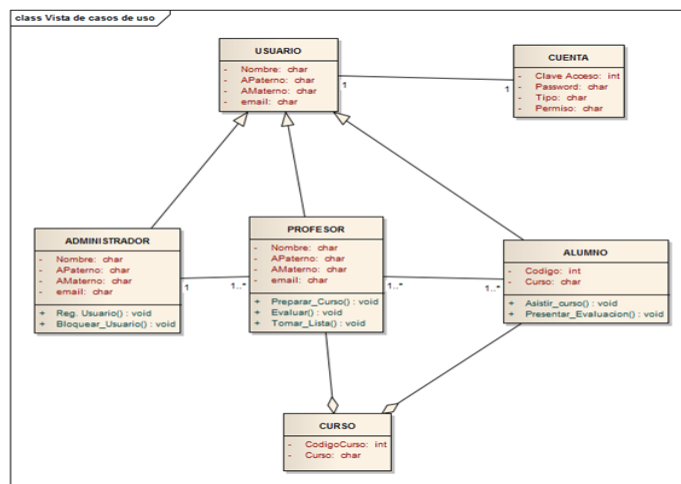 class Vista de casos de uso
USUARIO
- Nombre: char
- APaterno: char
- AMaterno: char
- email: char
1
CUENTA
- Clave Acceso: int
- Password: char
- Tipo: char
- Permiso: char
1
ADMINISTRADOR
- Nombre: char
- APaterno: char
- AMaterno: char
- email: char
+ Reg. Usuario() : void
+ Bloquear_Usuario() : void
1
PROFESOR
- Nombre: char
- APaterno: char
- AMaterno: char
- email: char
+ Preparar_Curso() : void
+ Evaluar() : void
+ Tomar_Lista() : void
1..*
1..*
ALUMNO
- Codigo: int
- Curso: char
+ Asistir_curso() : void
+ Presentar_Evaluacion() : void
1..*
CURSO
- CodigoCurso: int
- Curso: char